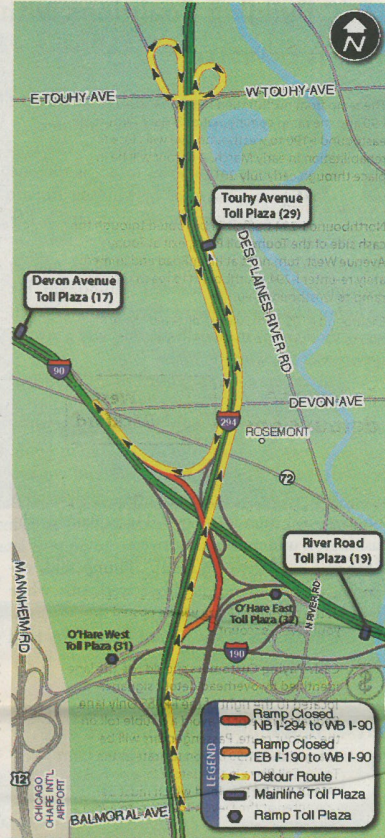 N
E TOUHY AVE
W TOUHY AVE
Touhy Avenue
Toll Plaza (29)
DES PLAINES RIVER RD
Devon Avenue
Toll Plaza (17)
90
DEVON AVE
294
ROSEMONT
72
River Road
Toll Plaza (19)
MANNHEIM RD
O'Hare East
Toll Plaza (32)
N RIVER RD
O'Hare West
Toll Plaza (31)
190
LEGEND
Ramp Closed
NB I-294 to WB I-90
Ramp Closed
EB I-190 to WB I-90
Detour Route
Mainline Toll Plaza
Ramp Toll Plaza
12
CHICAGO
OHARE INT'L
AIRPORT
BALMORAL AVE